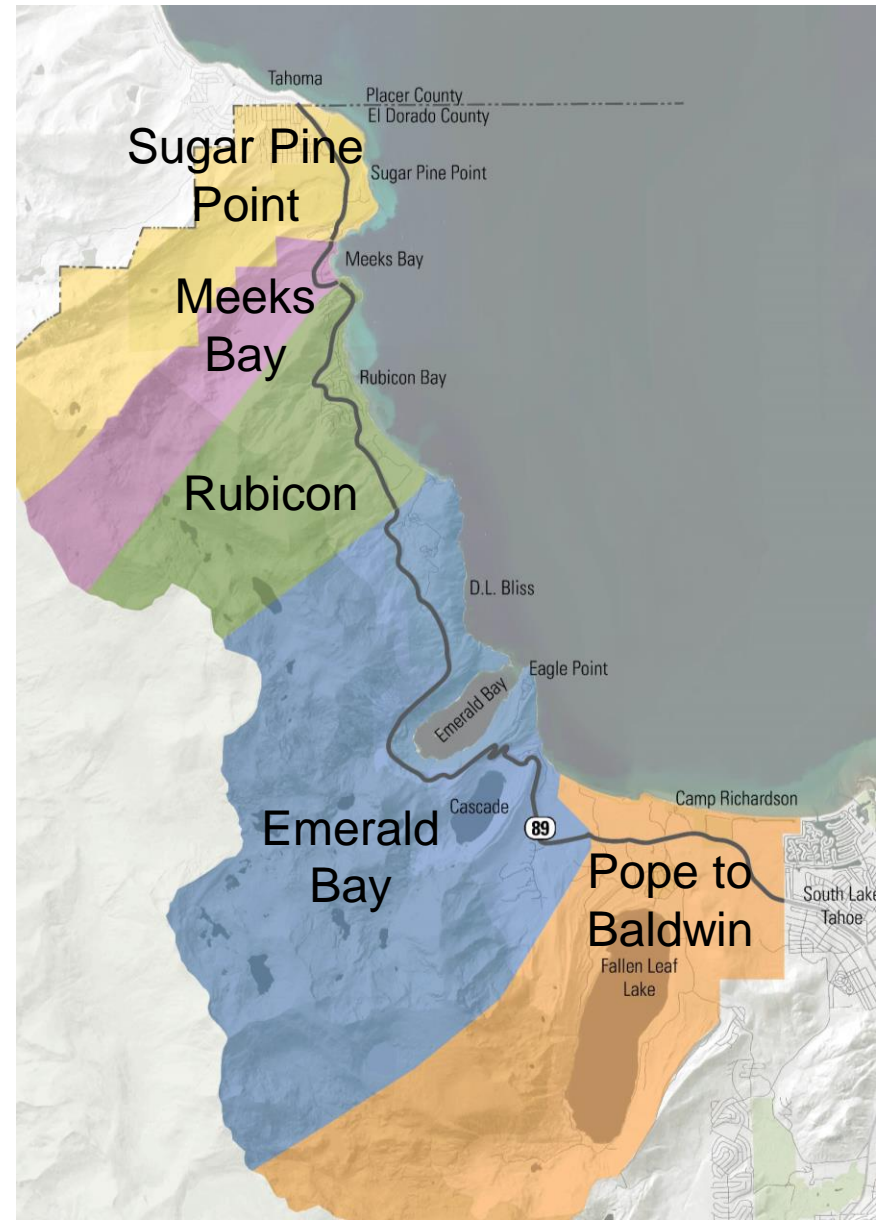 Tahoma
Placer County
El Dorado County
Sugar Pine
Point
Sugar Pine Point
Meeks Bay
Meeks
Bay
Rubicon Bay
Rubicon
D.L. Bliss
Eagle Point
Emerald Bay
Cascade
Camp Richardson
Emerald
Bay
89
Pope to
Baldwin
South Lake
Tahoe
Fallen Leaf
Lake